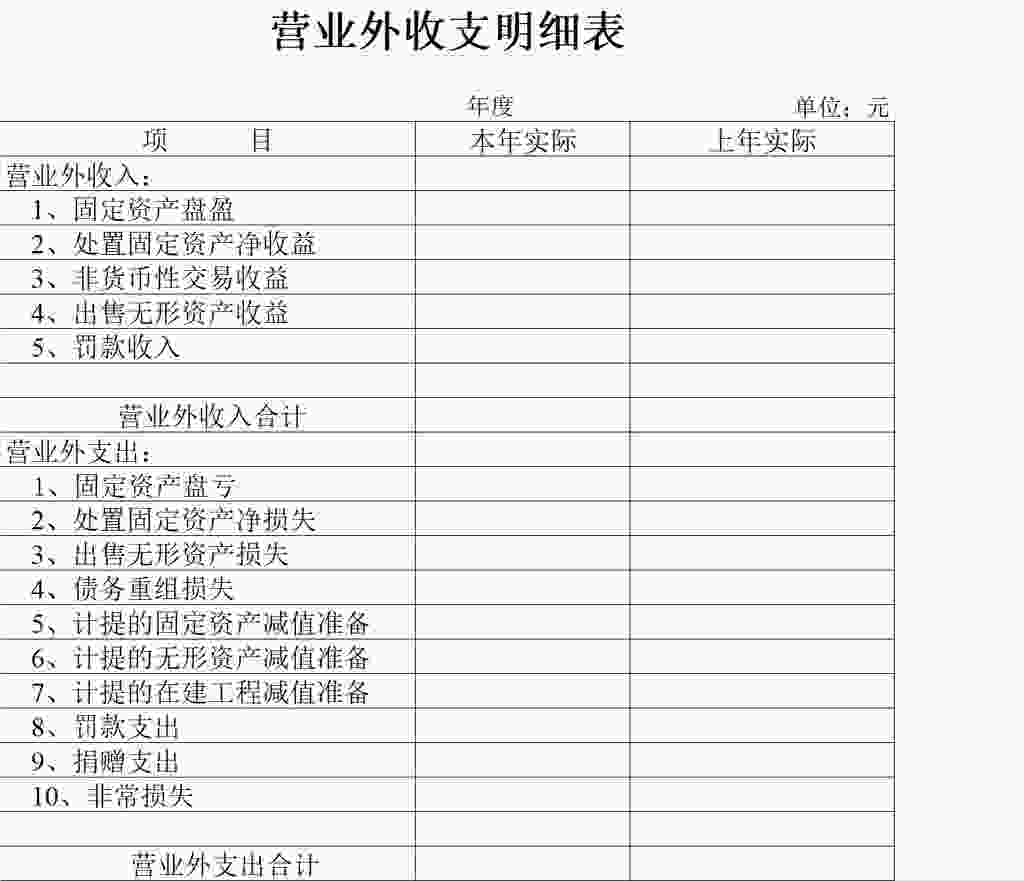 营业外收支明细表
年度 单位：元
项 目 本年实际 上年实际
营业外收入：
1、固定资产盘盈
2、处置固定资产净收益
3、非货币性交易收益
4、出售无形资产收益
5、罚款收入
营业外收入合计
营业外支出：
1、固定资产盘亏
2、处置固定资产净损失
3、出售无形资产损失
4、债务重组损失
5、计提的固定资产减值准备
6、计提的无形资产减值准备
7、计提的在建工程减值准备
8、罚款支出
9、捐赠支出
10、非常损失
营业外支出合计